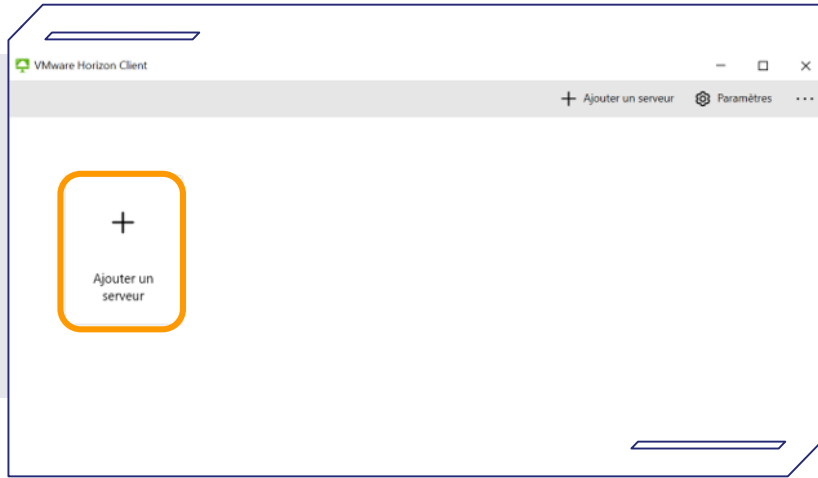 VMware Horizon Client
Ajouter un serveur Paramètres
Ajouter un
serveur